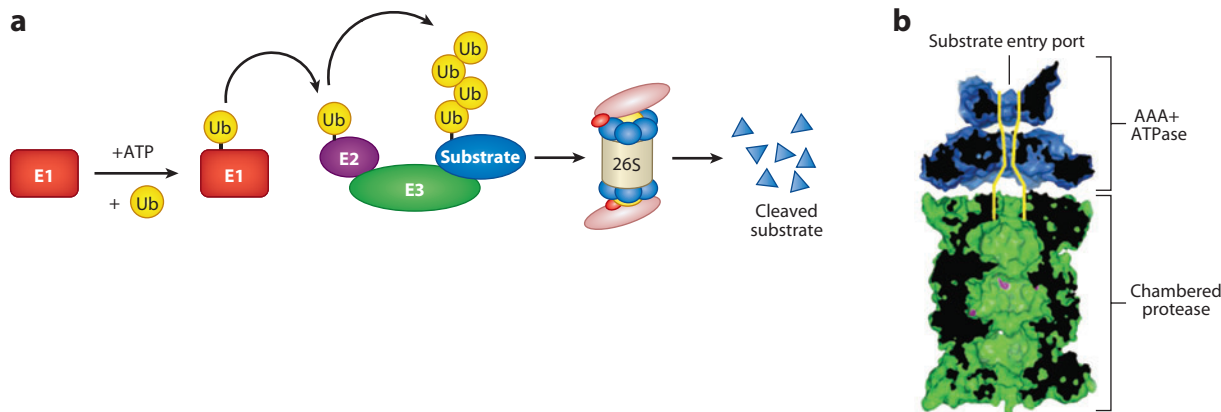 a
E1
+ATP
+ Ub
Ub
E1
Ub
E2
E3
Ub
Ub
Ub
Ub
Substrate
26S
Cleaved
substrate
b
Substrate entry port
AAA+
ATPase
Chambered
protease